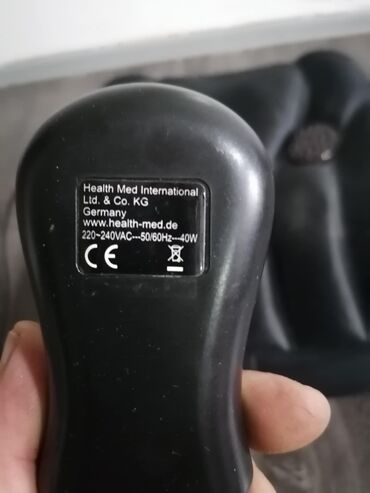 Health Med International
Ltd. & Co. KG
Germany
www.health-med.de
220~240VAC---50/60Hz---40W
CE